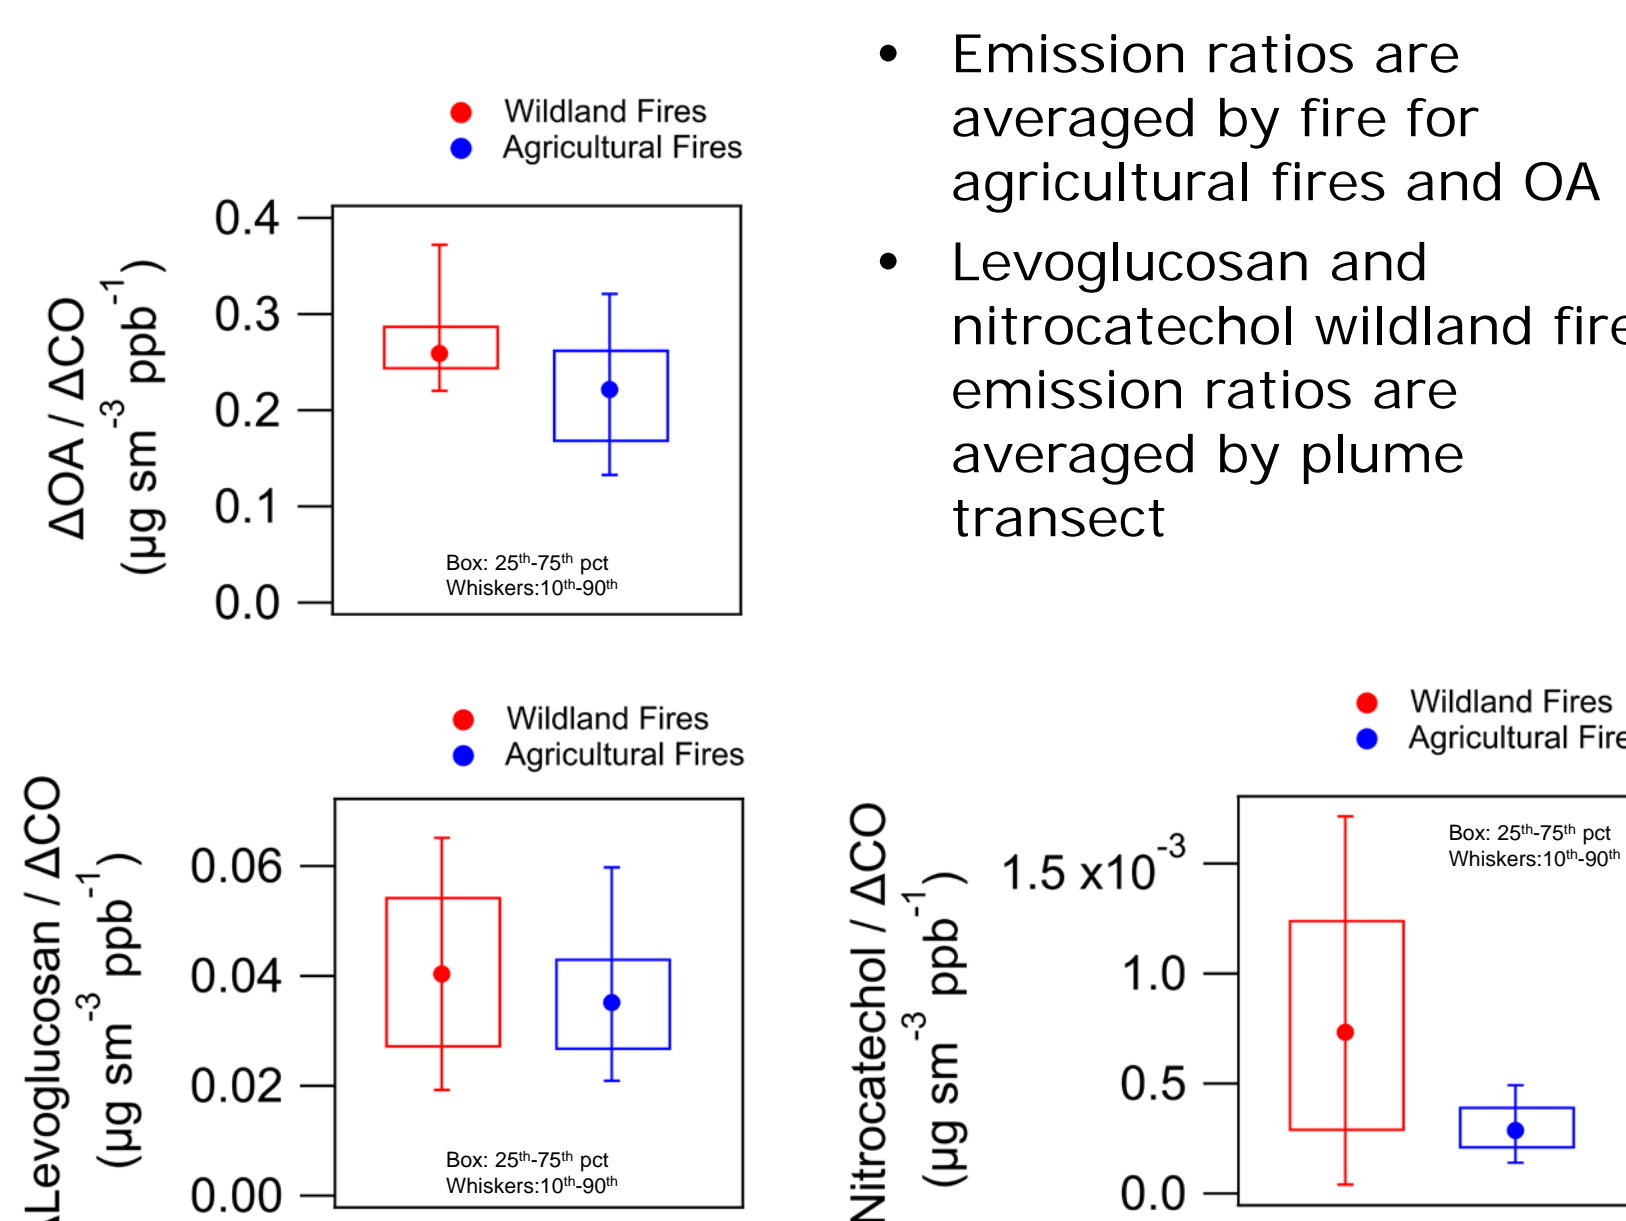 • Emission ratios are
averaged by fire for
agricultural fires and OA
• Levoglucosan and
nitrocatechol wildland fire
emission ratios are
averaged by plume
transect
Wildland Fires
Agricultural Fires
ΔOA / ΔCO
(µg sm⁻³ ppb⁻¹)
0.4
0.3
0.2
0.1
0.0
Box: 25ᵗʰ-75ᵗʰ pct
Whiskers:10ᵗʰ-90ᵗʰ
Wildland Fires
Agricultural Fires
ΔLevoglucosan / ΔCO
(µg sm⁻³ ppb⁻¹)
0.06
0.04
0.02
0.00
Box: 25ᵗʰ-75ᵗʰ pct
Whiskers:10ᵗʰ-90ᵗʰ
Wildland Fires
Agricultural Fire
Nitrocatechol / ΔCO
(µg sm⁻³ ppb⁻¹)
1.5 x10⁻³
1.0
0.5
0.0
Box: 25ᵗʰ-75ᵗʰ pct
Whiskers:10ᵗʰ-90ᵗʰ